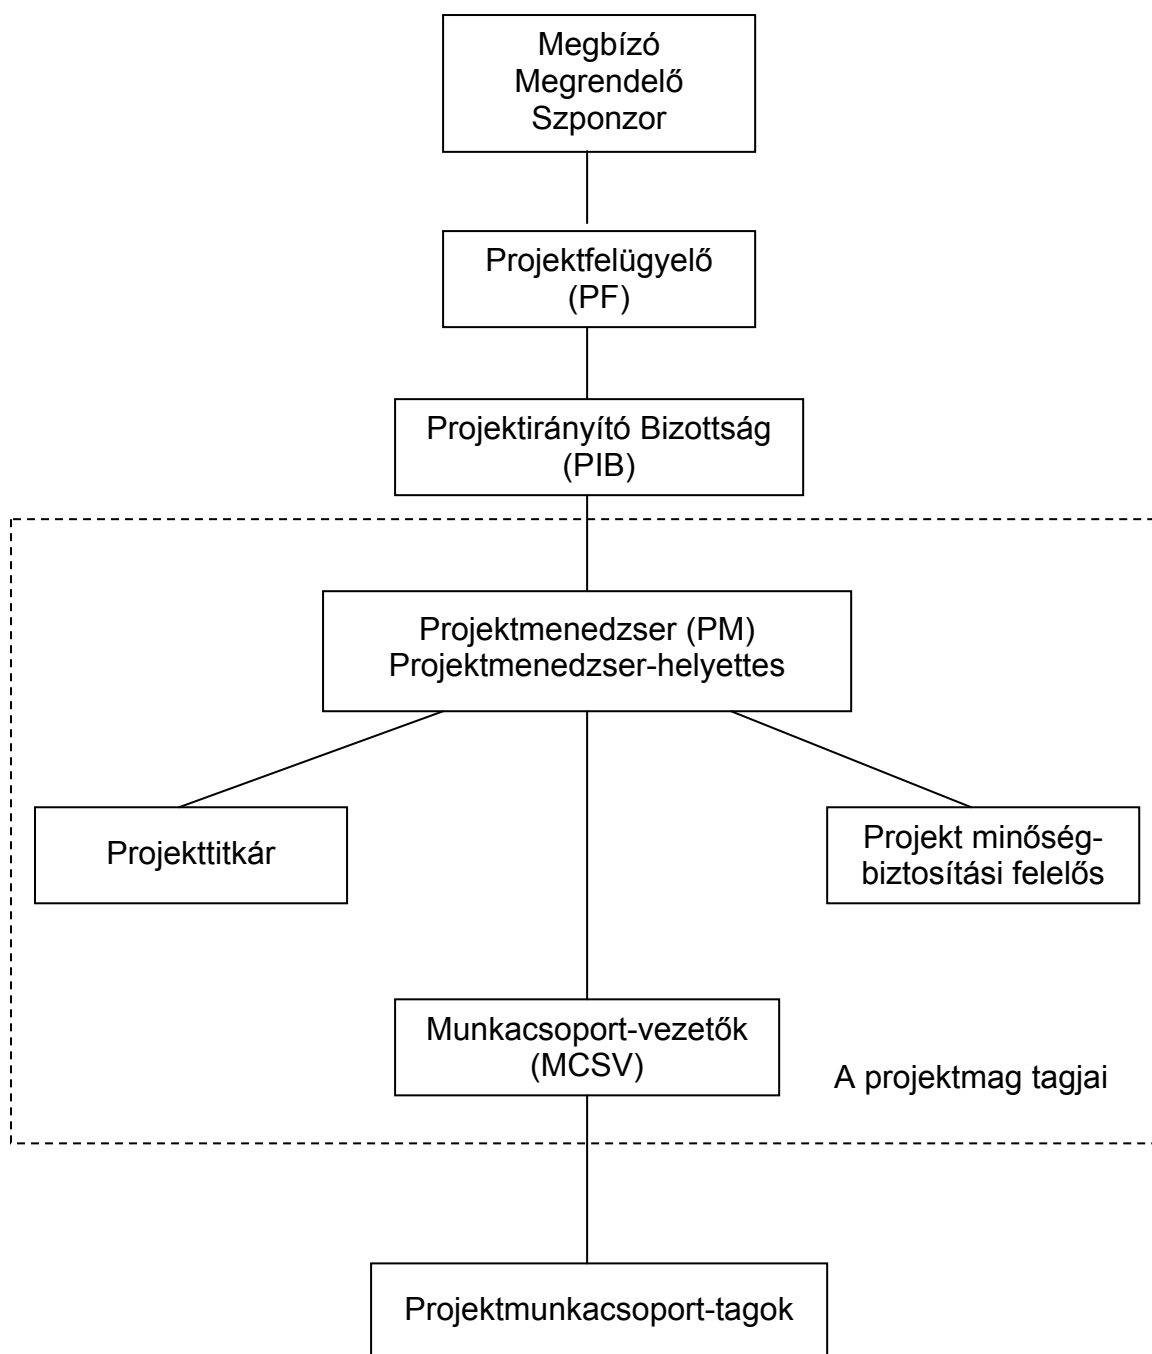 Megbízó
Megrendelő
Szponzor
Projektfelügyelő
(PF)
Projektirányító Bizottság
(PIB)
Projektmenedzser (PM)
Projektmenedzser-helyettes
Projekttitkár
Projekt minőség-
biztosítási felelős
Munkacsoport-vezetők
(MCSV)
A projektmag tagjai
Projektmunkacsoport-tagok